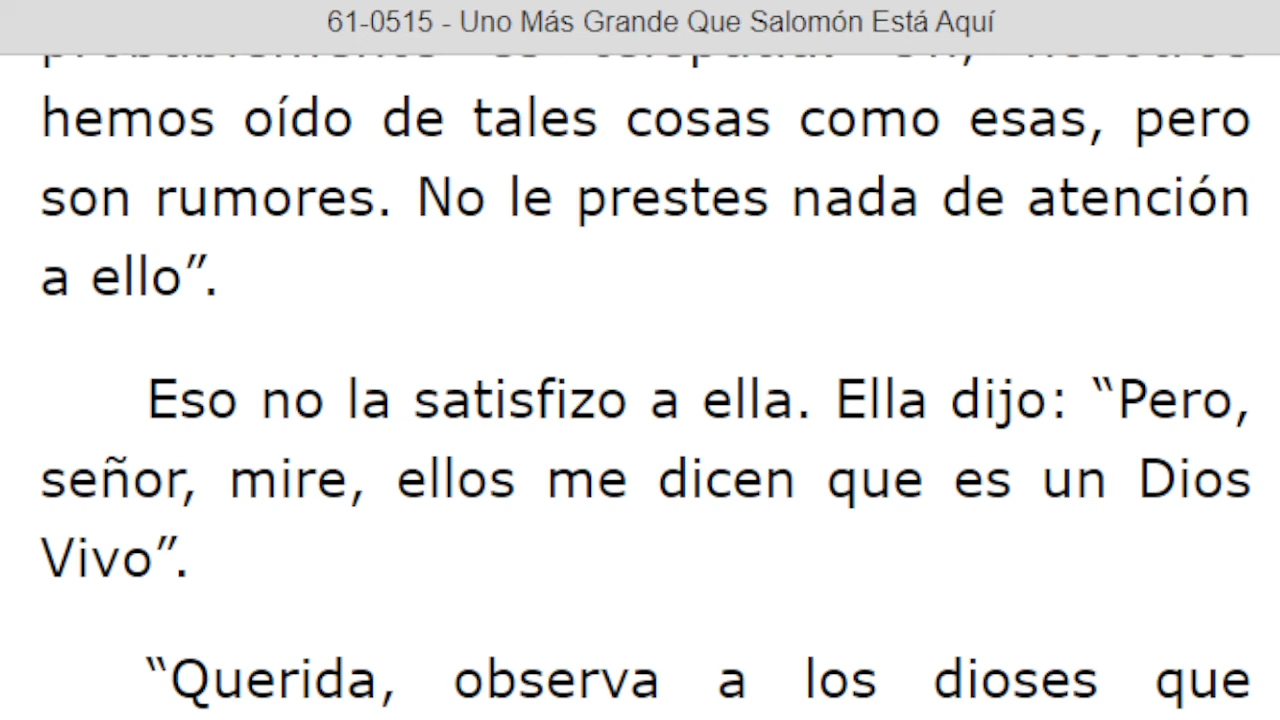 61-0515 - Uno Más Grande Que Salomón Está Aquí
hemos oído de tales cosas como esas, pero
son rumores. No le prestes nada de atención
a ello”.
Eso no la satisfizo a ella. Ella dijo: “Pero,
señor, mire, ellos me dicen que es un Dios
Vivo”.
“Querida, observa a los dioses que